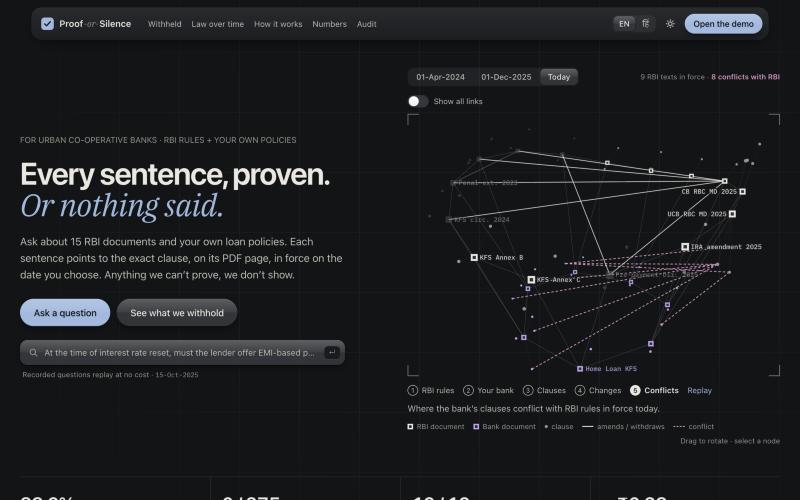 Proof-or-Silence Withheld Law over time How it works Numbers Audit EN हिं Open the demo
01-Apr-2024 01-Dec-2025 Today 9 RBI texts in force · 8 conflicts with RBI
Show all links
FOR URBAN CO-OPERATIVE BANKS · RBI RULES + YOUR OWN POLICIES
Every sentence, proven.
Or nothing said.
Ask about 15 RBI documents and your own loan policies. Each
sentence points to the exact clause, on its PDF page, in force on the
date you choose. Anything we can't prove, we don't show.
Ask a question See what we withhold
At the time of interest rate reset, must the lender offer EMI-based p...
Recorded questions replay at no cost · 15-Oct-2025
Penal ext. 2023
CB RBC MD 2025
KFS circ. 2024
UCB RBC MD 2025
IRA amendment 2025
KFS Annex B
KFS Annex C
Home Loan KFS
1 RBI rules 2 Your bank 3 Clauses 4 Changes 5 Conflicts Replay
Where the bank's clauses conflict with RBI rules in force today.
RBI document Bank document clause amends / withdraws conflict
Drag to rotate · select a node